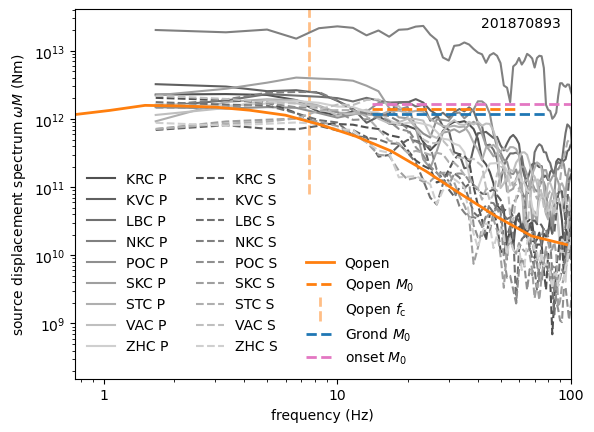 201870893
source displacement spectrum ωM (Nm)
10¹³
10¹²
10¹¹
10¹⁰
10⁹
KRC P
KVC P
LBC P
NKC P
POC P
SKC P
STC P
VAC P
ZHC P
KRC S
KVC S
LBC S
NKC S
POC S
SKC S
STC S
VAC S
ZHC S
Qopen
Qopen M₀
Qopen f_c
Grond M₀
onset M₀
1
10
100
frequency (Hz)